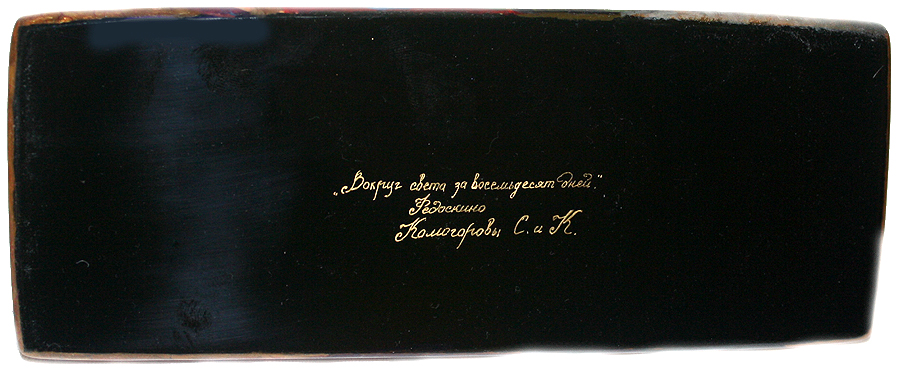 „Вокруг света за восемьдесят дней"
Федоскино
Комогоровы С. и К.